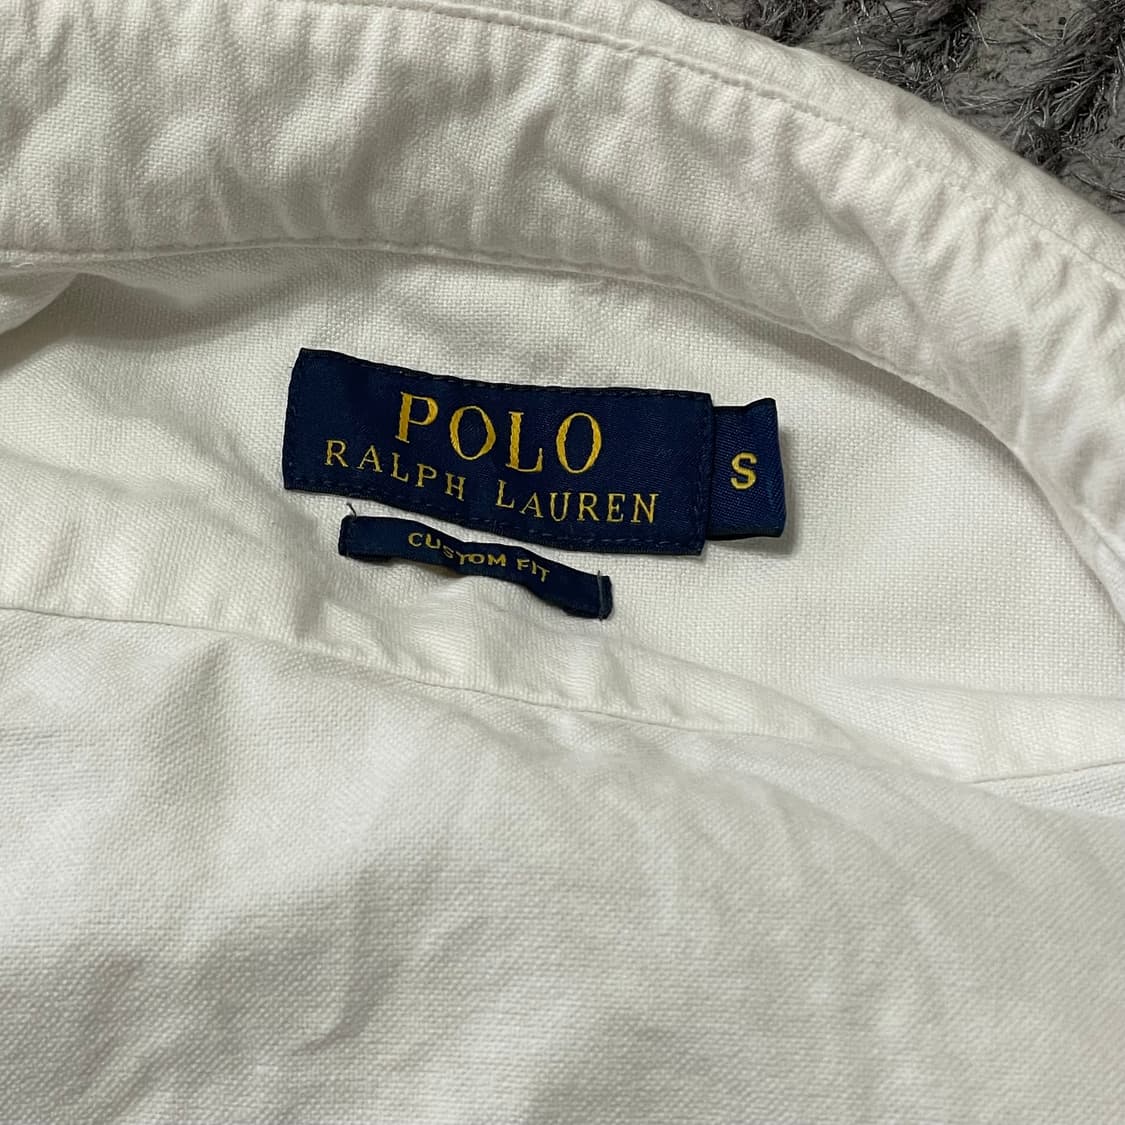 POLO
RALPH LAUREN
S
CUSTOM FIT